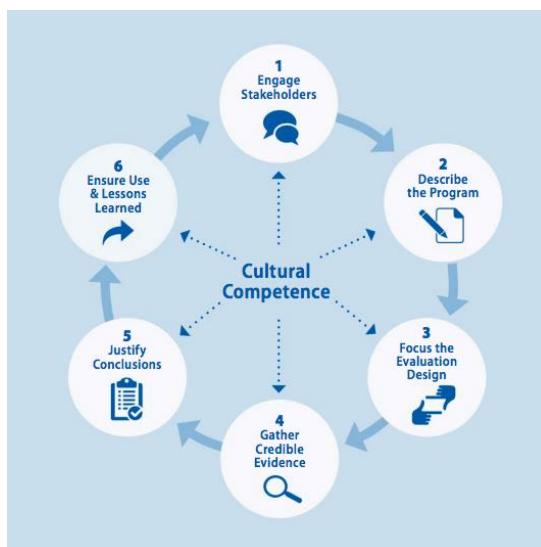 1
Engage
Stakeholders
2
Describe
the Program
3
Focus the
Evaluation
Design
4
Gather
Credible
Evidence
5
Justify
Conclusions
6
Ensure Use
& Lessons
Learned
Cultural
Competence